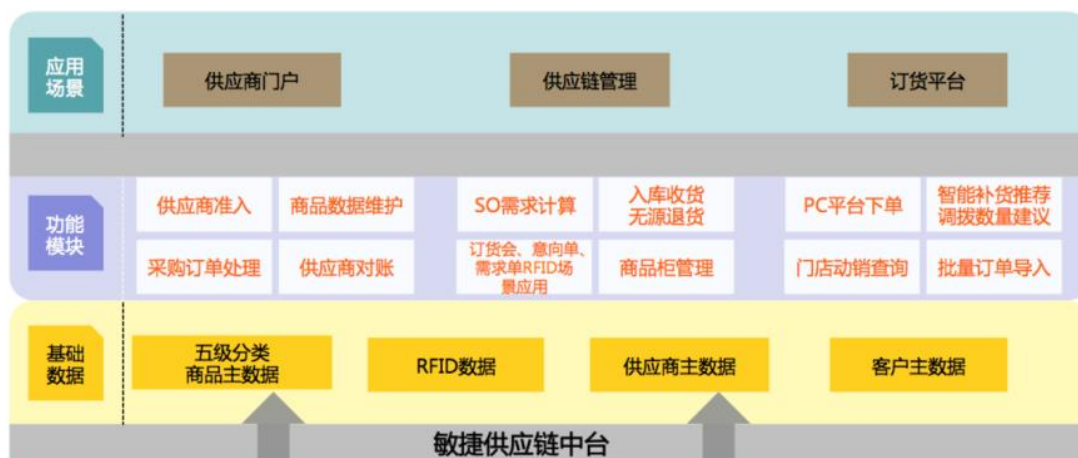 应用
场景
供应商门户
供应链管理
订货平台
功能
模块
供应商准入
商品数据维护
SO需求计算
入库收货
无源退货
PC平台下单
智能补货推荐
调拨数量建议
采购订单处理
供应商对账
订货会、意向单、
需求单RFID场
景应用
商品柜管理
门店动销查询
批量订单导入
基础
数据
五级分类
商品主数据
RFID数据
供应商主数据
客户主数据
敏捷供应链中台